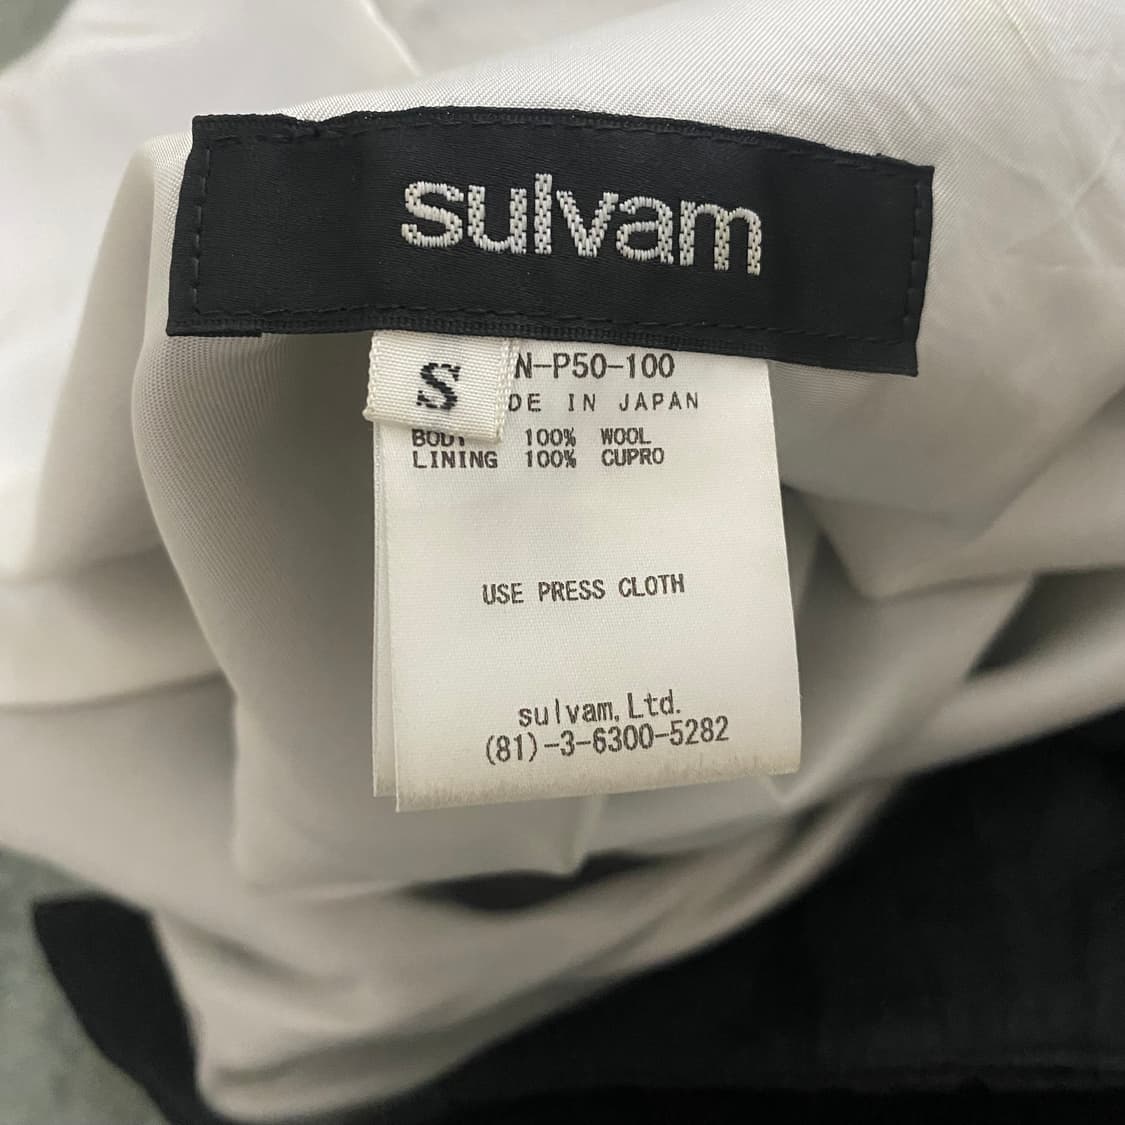 sulvam
S
N-P50-100
DE IN JAPAN
BODY 100% WOOL
LINING 100% CUPRO
USE PRESS CLOTH
sulvam, Ltd.
(81)-3-6300-5282